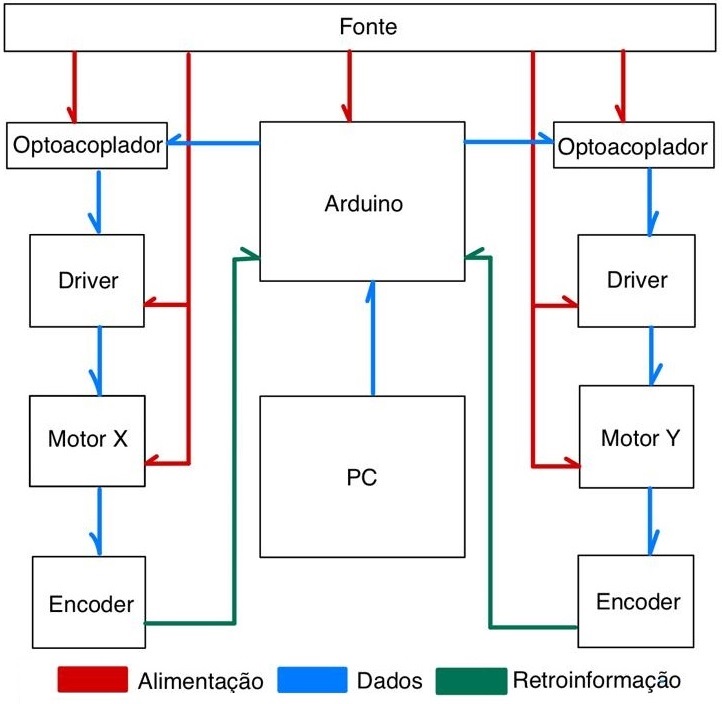 Fonte
Optoacoplador
Arduino
Optoacoplador
Driver
Driver
Motor X
PC
Motor Y
Encoder
Encoder
Alimentação
Dados
Retroinformação